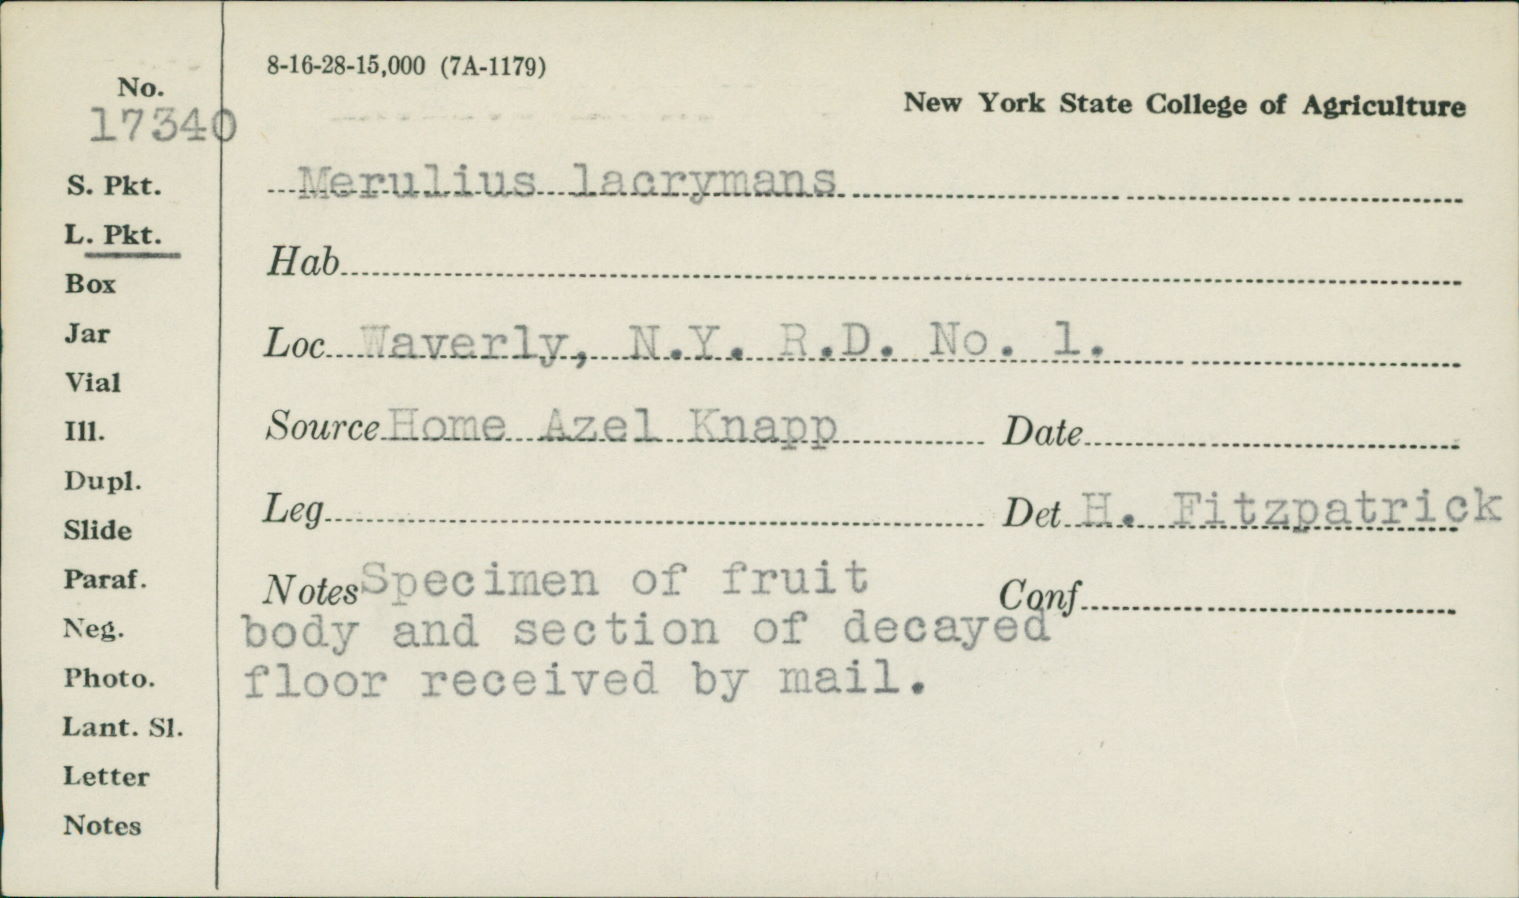 8-16-28-15,000 (7A-1179)
No.
17340
New York State College of Agriculture
S. Pkt.
Merulius lacrymans
L. Pkt.
Hab
Box
Jar
Loc Waverly, N.Y. R.D. No. 1.
Vial
Ill.
Source Home Azel Knapp Date
Dupl.
Leg Det H. Fitzpatrick
Slide
Paraf.
Notes Specimen of fruit Conf
Neg.
body and section of decayed
Photo.
floor received by mail.
Lant. Sl.
Letter
Notes